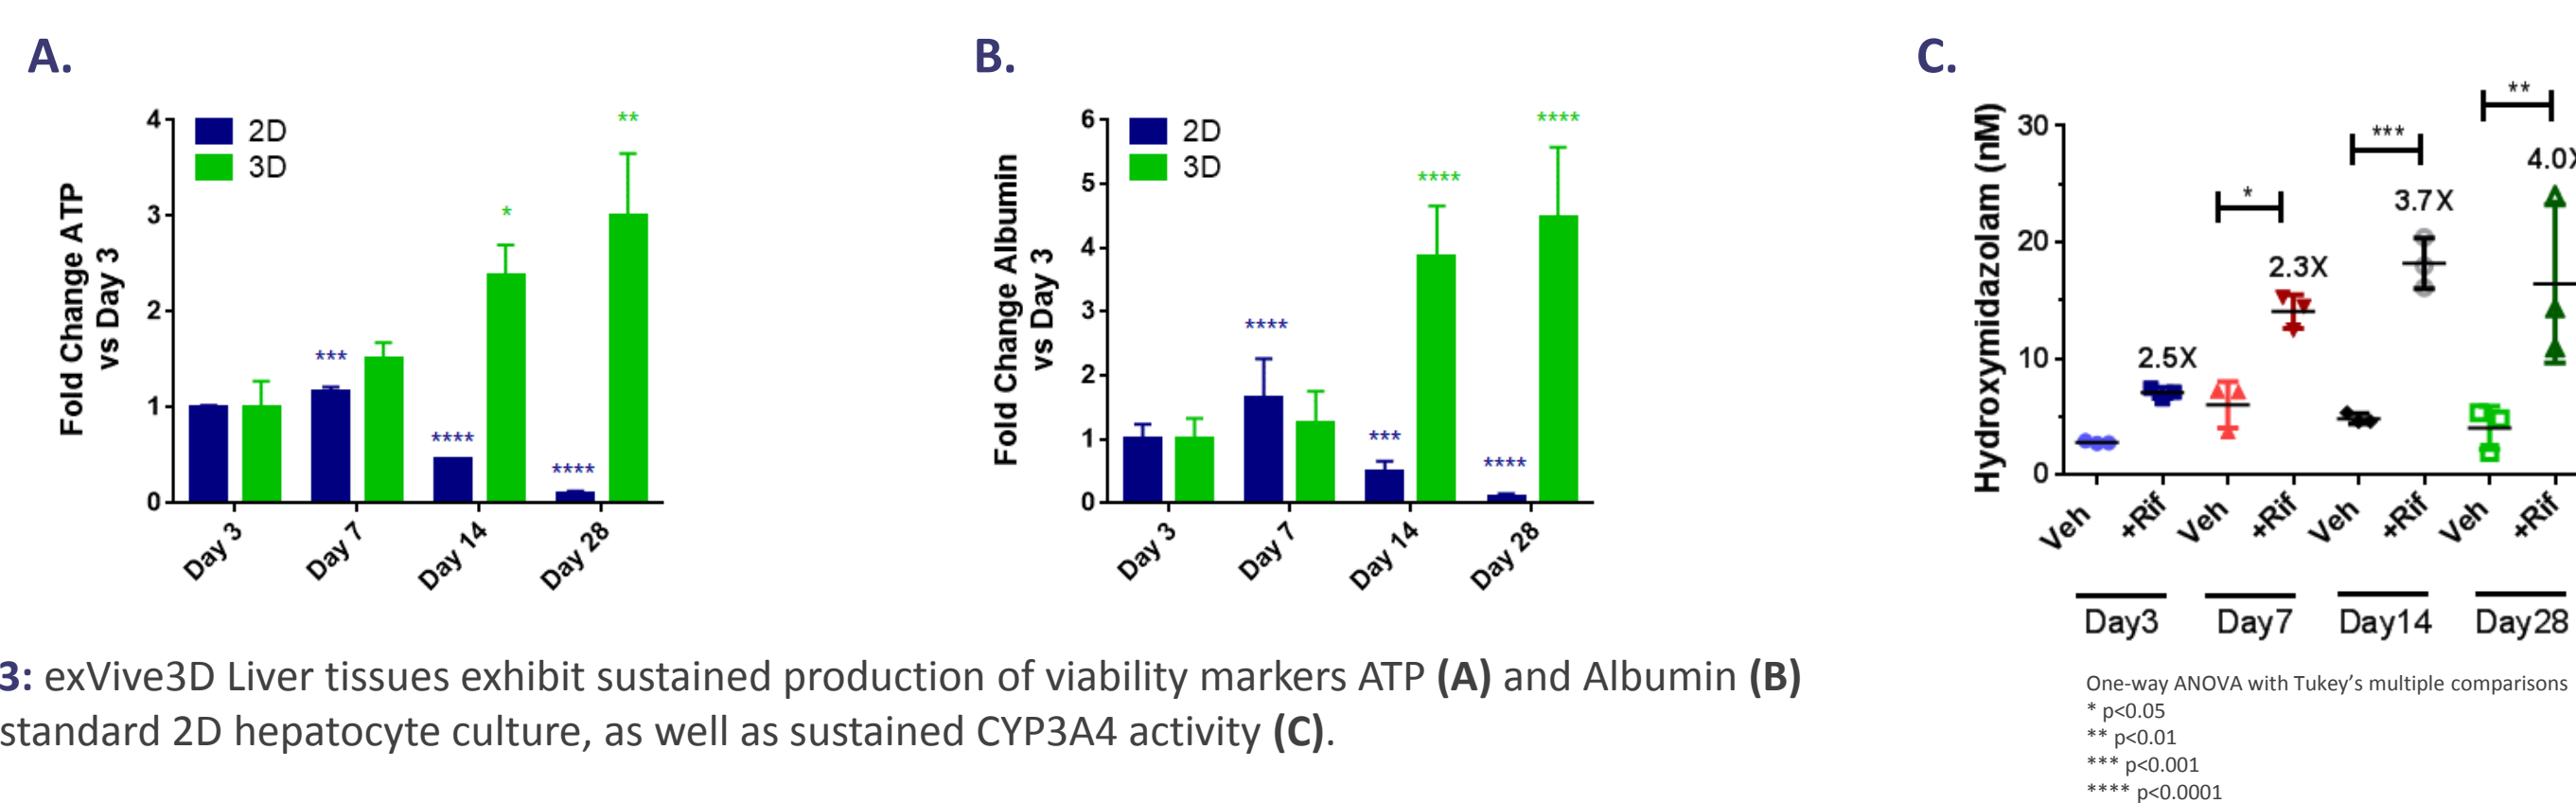 A.
4
3
2
1
0
Fold Change ATP
vs Day 3
2D
3D
***
****
*
****
**
Day 3
Day 7
Day 14
Day 28
B.
6
5
4
3
2
1
0
Fold Change Albumin
vs Day 3
2D
3D
****
***
****
****
****
Day 3
Day 7
Day 14
Day 28
C.
30
20
10
0
Hydroxymidazolam (nM)
2.5X
*
2.3X
***
3.7X
**
4.0X
Veh
+Rif
Veh
+Rif
Veh
+Rif
Veh
+Rif
Day3
Day7
Day14
Day28
3: exVive3D Liver tissues exhibit sustained production of viability markers ATP (A) and Albumin (B)
standard 2D hepatocyte culture, as well as sustained CYP3A4 activity (C).
One-way ANOVA with Tukey’s multiple comparisons
* p<0.05
** p<0.01
*** p<0.001
**** p<0.0001